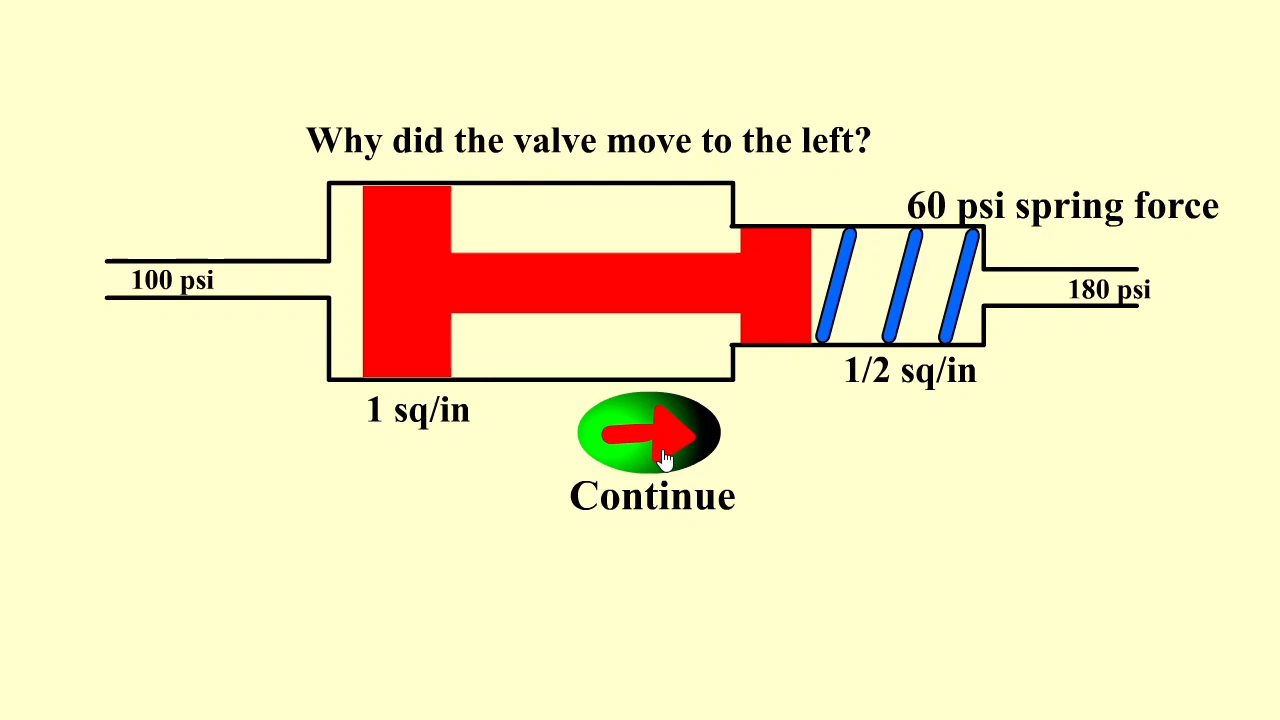 Why did the valve move to the left?
60 psi spring force
100 psi
180 psi
1/2 sq/in
1 sq/in
Continue